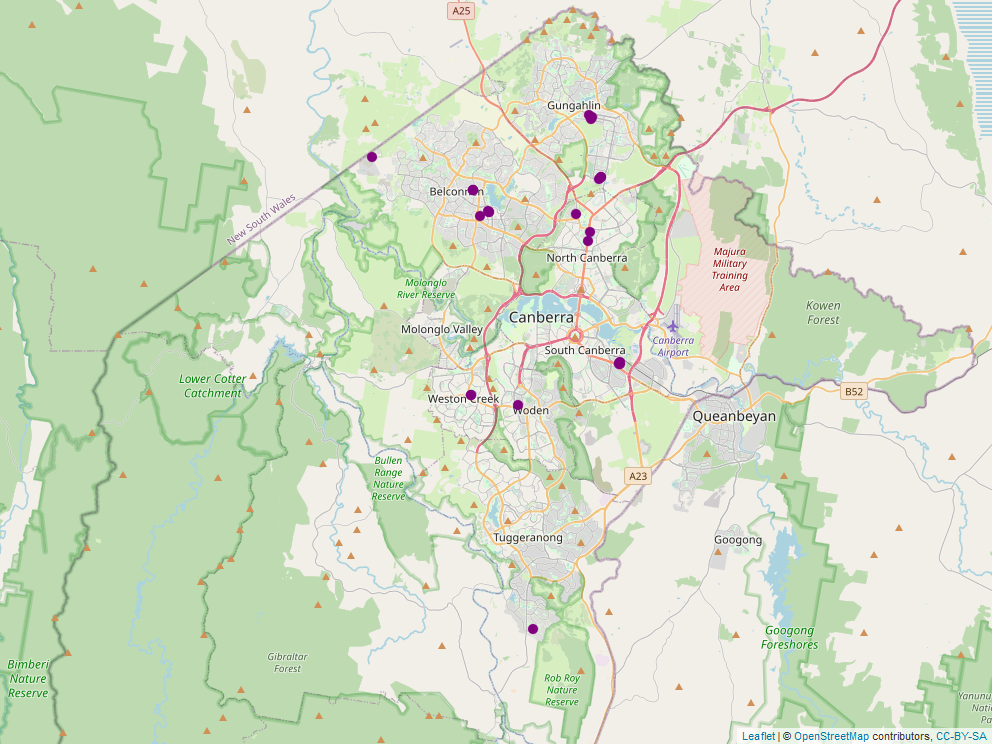 A25
Gungahlin
Belconnen
New South Wales
North Canberra
Majura
Military
Training
Area
Molonglo
River Reserve
Kowen
Forest
Canberra
Molonglo Valley
South Canberra
Canberra
Airport
Lower Cotter
Catchment
B52
Weston Creek
Woden
Queanbeyan
Bullen
Range
Nature
Reserve
A23
Tuggeranong
Googong
Googong
Foreshores
Gibraltar
Forest
Bimberi
Nature
Reserve
Rob Roy
Nature
Reserve
Yanunu
Nati
Pa
Leaflet | © OpenStreetMap contributors, CC-BY-SA